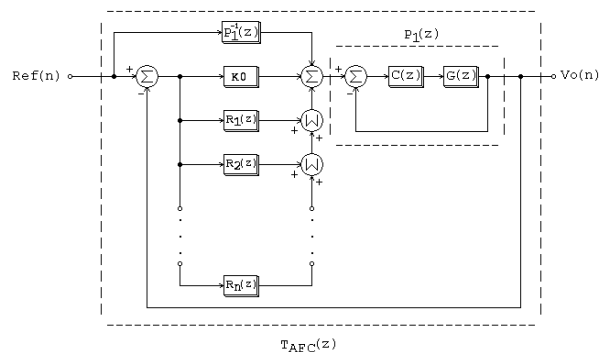 P₁⁻¹(z)
P₁(z)
Ref(n)
+
Σ
K0
Σ
+
Σ
C(z)
G(z)
Vo(n)
−
−
R₁(z)
+
Σ
+
R₂(z)
+
Σ
+
Rₙ(z)
T_AFC(z)